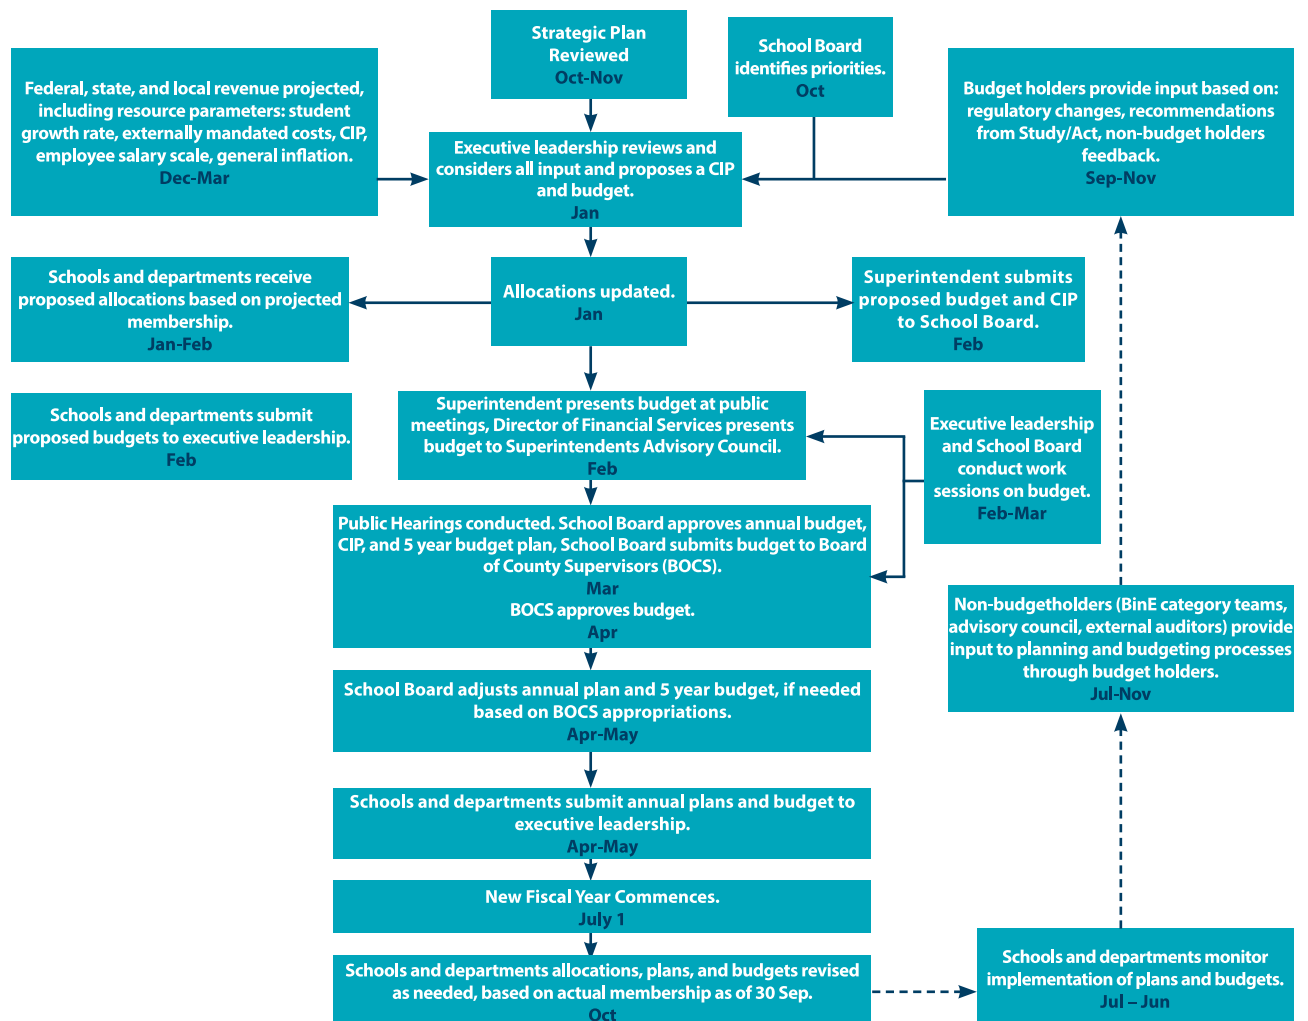 Strategic Plan
Reviewed
Oct-Nov
School Board
identifies priorities.
Oct
Federal, state, and local revenue projected,
including resource parameters: student
growth rate, externally mandated costs, CIP,
employee salary scale, general inflation.
Dec-Mar
Executive leadership reviews and
considers all input and proposes a CIP
and budget.
Jan
Budget holders provide input based on:
regulatory changes, recommendations
from Study/Act, non-budget holders
feedback.
Sep-Nov
Schools and departments receive
proposed allocations based on projected
membership.
Jan-Feb
Allocations updated.
Jan
Superintendent submits
proposed budget and CIP
to School Board.
Feb
Schools and departments submit
proposed budgets to executive leadership.
Feb
Superintendent presents budget at public
meetings, Director of Financial Services presents
budget to Superintendents Advisory Council.
Feb
Executive leadership
and School Board
conduct work
sessions on budget.
Feb-Mar
Public Hearings conducted. School Board approves annual budget,
CIP, and 5 year budget plan, School Board submits budget to Board
of County Supervisors (BOCS).
Mar
BOCS approves budget.
Apr
Non-budgetholders (BinE category teams,
advisory council, external auditors) provide
input to planning and budgeting processes
through budget holders.
Jul-Nov
School Board adjusts annual plan and 5 year budget, if needed
based on BOCS appropriations.
Apr-May
Schools and departments submit annual plans and budget to
executive leadership.
Apr-May
New Fiscal Year Commences.
July 1
Schools and departments allocations, plans, and budgets revised
as needed, based on actual membership as of 30 Sep.
Oct
Schools and departments monitor
implementation of plans and budgets.
Jul – Jun